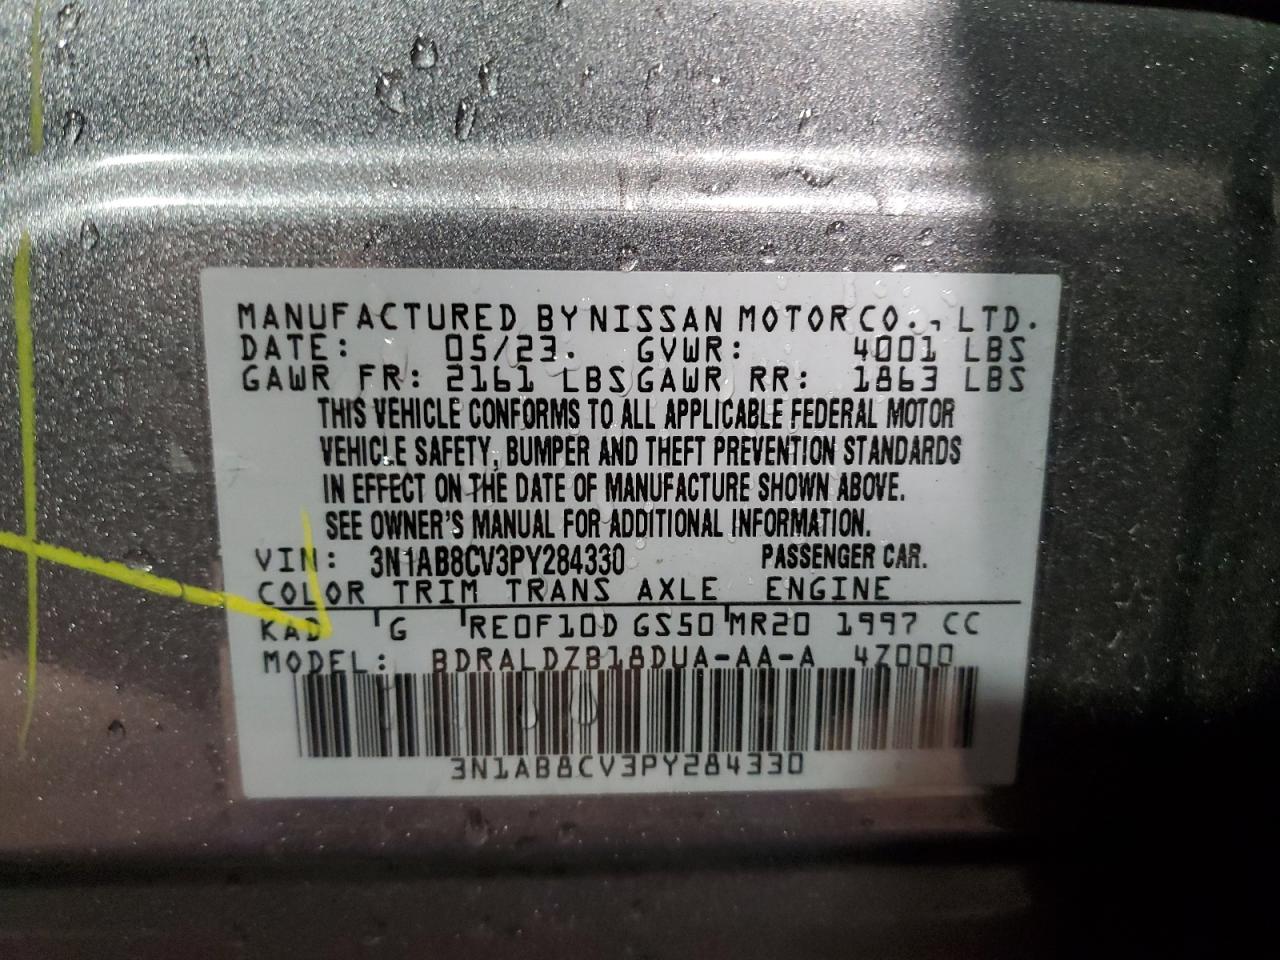 MANUFACTURED BY NISSAN MOTOR CO., LTD.
DATE: 05/23. GVWR: 4001 LBS
GAWR FR: 2161 LBS GAWR RR: 1863 LBS
THIS VEHICLE CONFORMS TO ALL APPLICABLE FEDERAL MOTOR
VEHICLE SAFETY, BUMPER AND THEFT PREVENTION STANDARDS
IN EFFECT ON THE DATE OF MANUFACTURE SHOWN ABOVE.
SEE OWNER'S MANUAL FOR ADDITIONAL INFORMATION.
VIN: 3N1AB8CV3PY284330 PASSENGER CAR.
COLOR TRIM TRANS AXLE ENGINE
KAD G RE0F10D GS50 MR20 1997 CC
MODEL: BDRALDZB18DUA-AA-A 4Z000
3N1AB8CV3PY284330